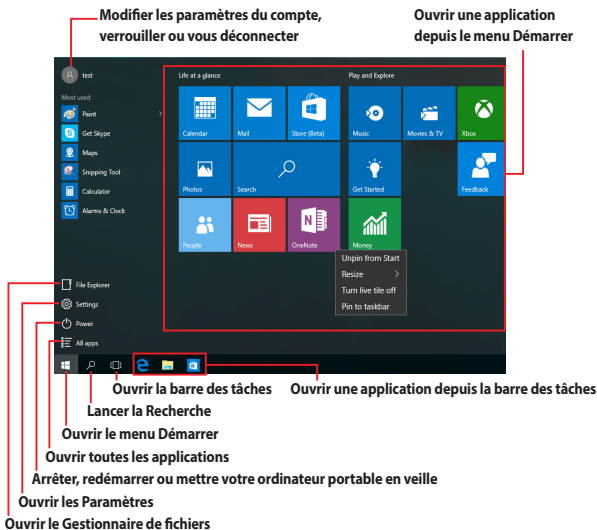 Modifier les paramètres du compte,
verrouiller ou vous déconnecter
Ouvrir une application
depuis le menu Démarrer
test
Most used
Paint
Get Skype
Maps
Snipping Tool
Calculator
Alarms & Clock
File Explorer
Settings
Power
All apps
Life at a glance
Play and Explore
Calendar
Mail
Store (Beta)
Music
Movies & TV
Xbox
Photos
Search
Get Started
Feedback
People
News
OneNote
Money
Unpin from Start
Resize
Turn live tile off
Pin to taskbar
Ouvrir la barre des tâches
Ouvrir une application depuis la barre des tâches
Lancer la Recherche
Ouvrir le menu Démarrer
Ouvrir toutes les applications
Arrêter, redémarrer ou mettre votre ordinateur portable en veille
Ouvrir les Paramètres
Ouvrir le Gestionnaire de fichiers